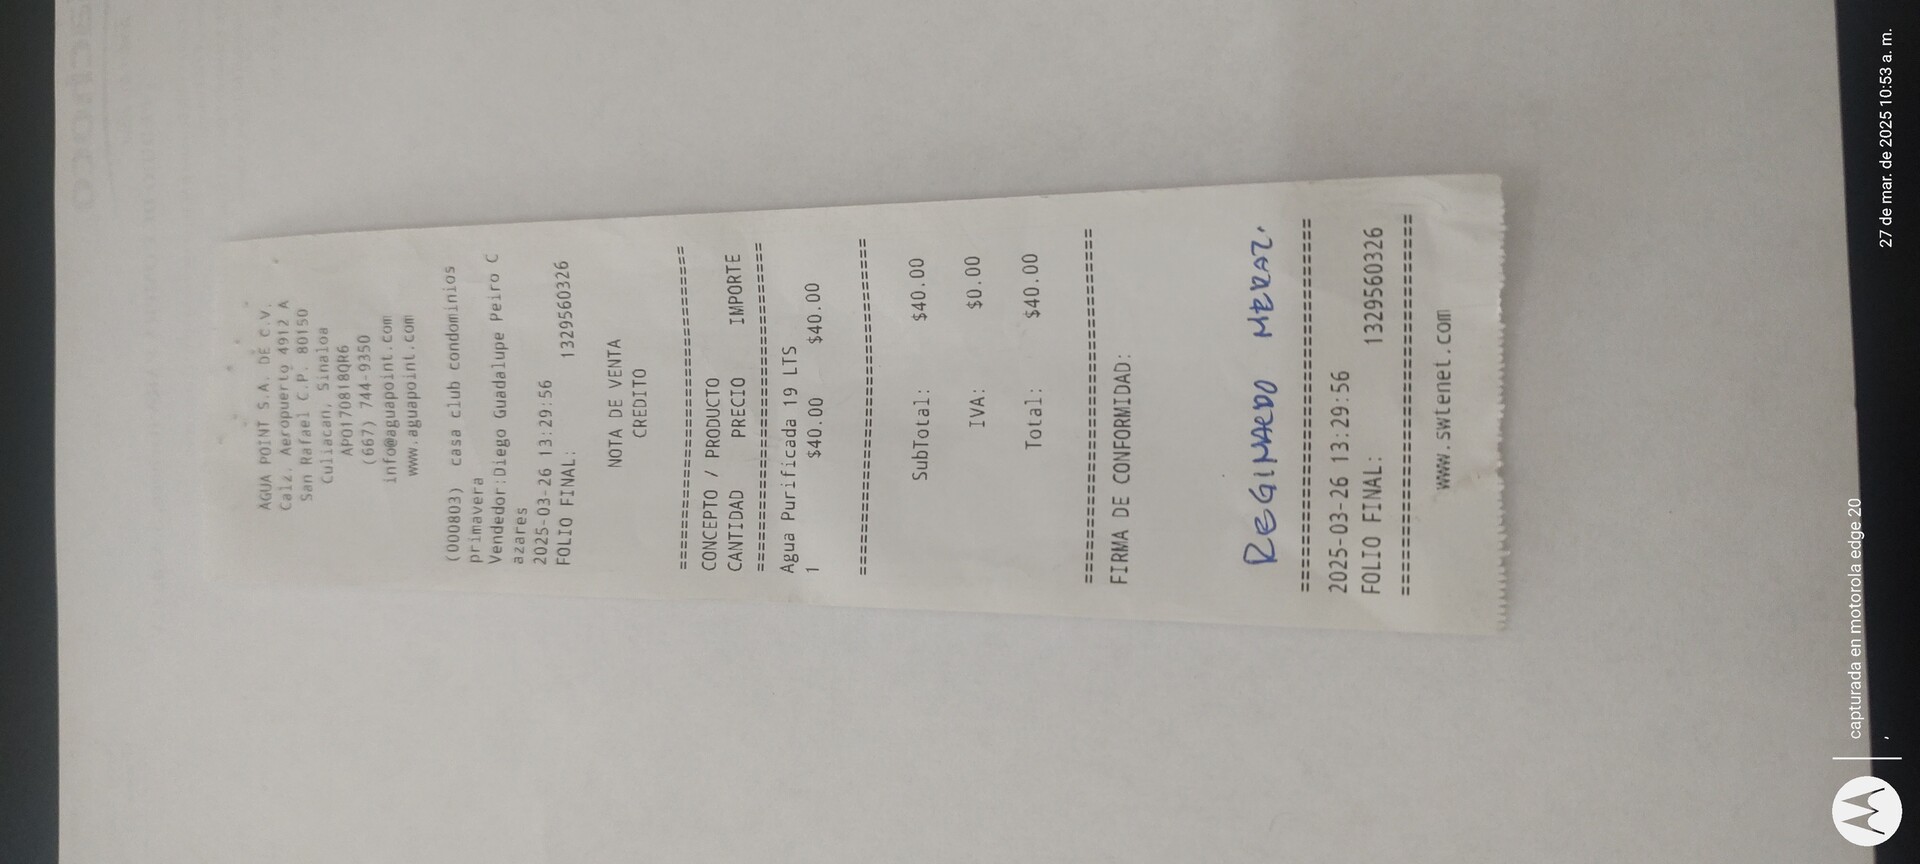 AGUA POINT S.A. DE C.V.
Calz. Aeropuerto 4912 A
San Rafael C.P. 80150
Culiacan, Sinaloa
APO170818QR6
(667) 744-9350
info@aguapoint.com
www.aguapoint.com
(000803) casa club condominios
primavera
Vendedor:Diego Guadalupe Peiro C
azares
2025-03-26 13:29:56
FOLIO FINAL: 1329560326
NOTA DE VENTA
CREDITO
================================
CONCEPTO / PRODUCTO
CANTIDAD PRECIO IMPORTE
================================
Agua Purificada 19 LTS
1 $40.00 $40.00
================================
SubTotal: $40.00
IVA: $0.00
Total: $40.00
================================
FIRMA DE CONFORMIDAD:
REGINALDO MERAZ.
================================
2025-03-26 13:29:56
FOLIO FINAL: 1329560326
================================
www.swtenet.com
capturada en motorola edge 20
27 de mar. de 2025 10:53 a. m.